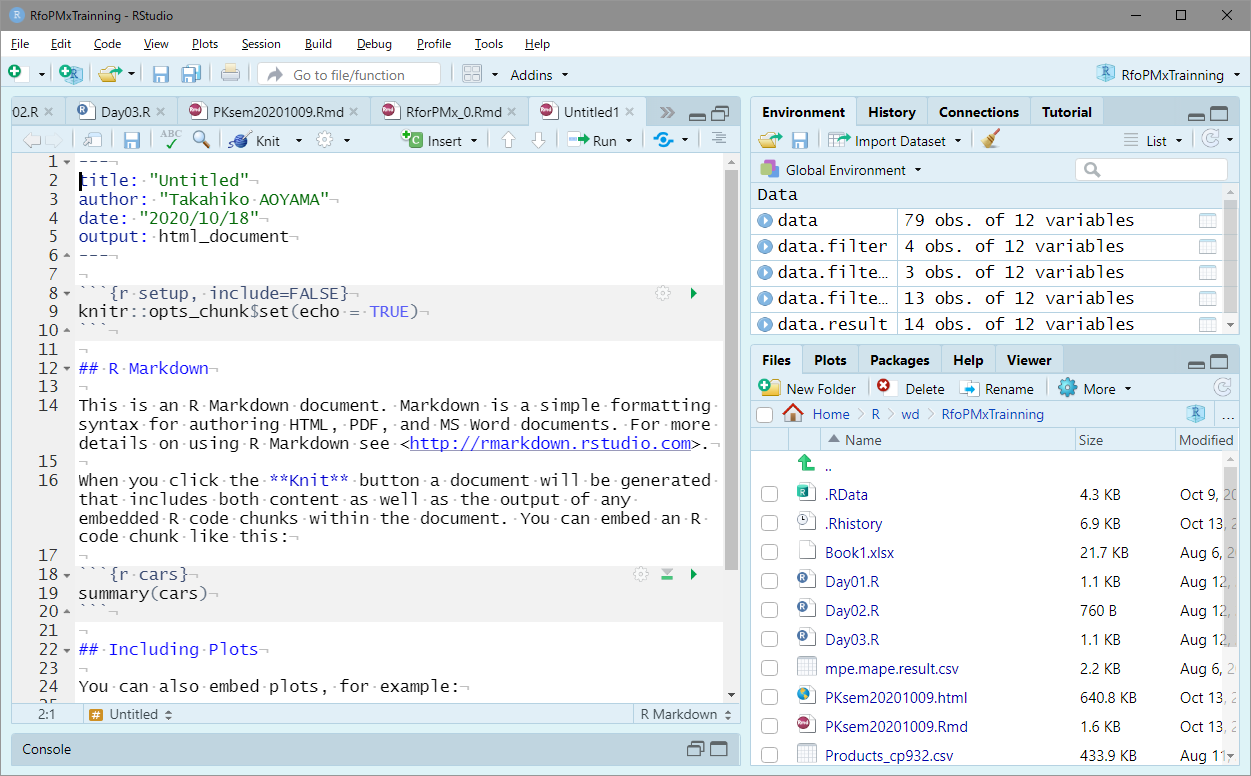 RfoPMxTrainning - RStudio
File Edit Code View Plots Session Build Debug Profile Tools Help
Go to file/function
Addins
RfoPMxTrainning
02.R
Day03.R
PKsem20201009.Rmd
RforPMx_0.Rmd
Untitled1
ABC
Knit
Insert
Run
1 ---
2 title: "Untitled"
3 author: "Takahiko AOYAMA"
4 date: "2020/10/18"
5 output: html_document
6 ---
7
8 ```{r setup, include=FALSE}
9 knitr::opts_chunk$set(echo = TRUE)
10 ```
11
12 ## R Markdown
13
14 This is an R Markdown document. Markdown is a simple formatting
syntax for authoring HTML, PDF, and MS Word documents. For more
details on using R Markdown see <http://rmarkdown.rstudio.com>.
15
16 When you click the **Knit** button a document will be generated
that includes both content as well as the output of any
embedded R code chunks within the document. You can embed an R
code chunk like this:
17
18 ```{r cars}
19 summary(cars)
20 ```
21
22 ## Including Plots
23
24 You can also embed plots, for example:
2:1
Untitled
R Markdown
Console
Environment History Connections Tutorial
Import Dataset
List
Global Environment
Data
data 79 obs. of 12 variables
data.filter 4 obs. of 12 variables
data.filte… 3 obs. of 12 variables
data.filte… 13 obs. of 12 variables
data.result 14 obs. of 12 variables
Files Plots Packages Help Viewer
New Folder Delete Rename More
Home R wd RfoPMxTrainning ...
Name Size Modified
..
.RData 4.3 KB Oct 9, 20
.Rhistory 6.9 KB Oct 13, 2
Book1.xlsx 21.7 KB Aug 6, 2
Day01.R 1.1 KB Aug 12,
Day02.R 760 B Aug 12,
Day03.R 1.1 KB Aug 12,
mpe.mape.result.csv 2.2 KB Aug 6, 2
PKsem20201009.html 640.8 KB Oct 13, 2
PKsem20201009.Rmd 1.6 KB Oct 13, 2
Products_cp932.csv 433.9 KB Aug 11,